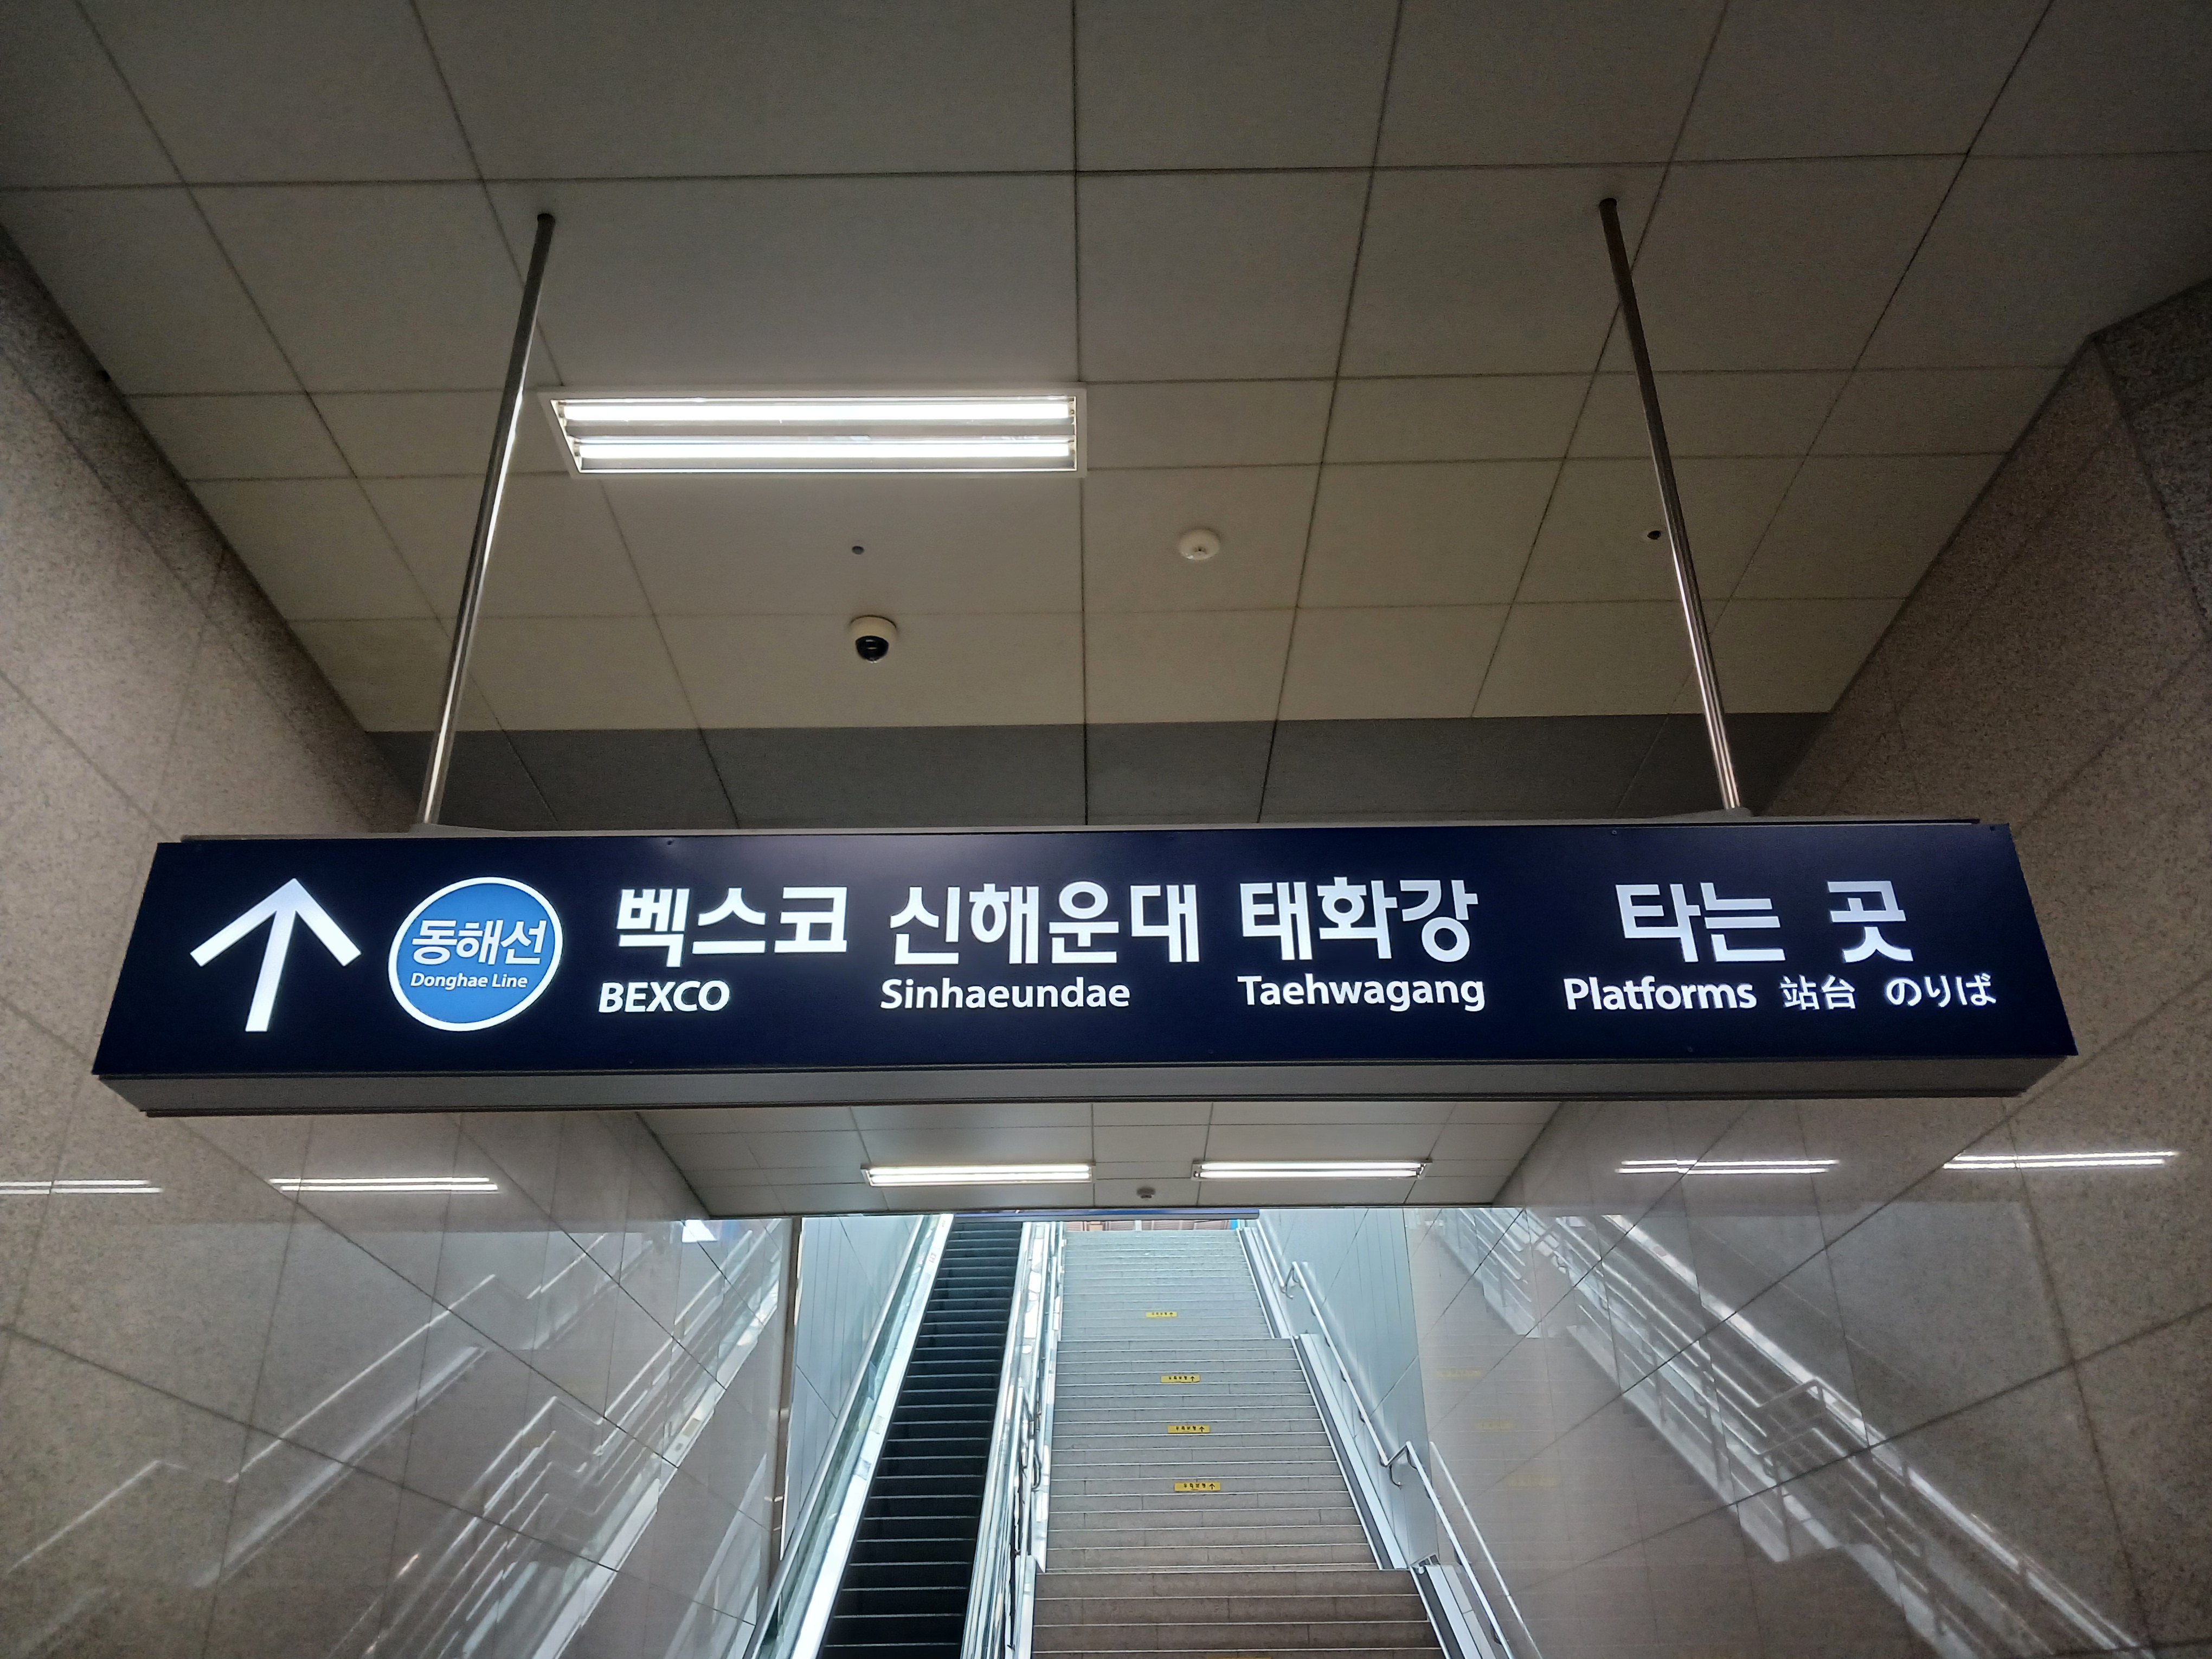 동해선
Donghae Line
벡스코 신해운대 태화강 타는 곳
BEXCO Sinhaeundae Taehwagang Platforms 站台 のりば